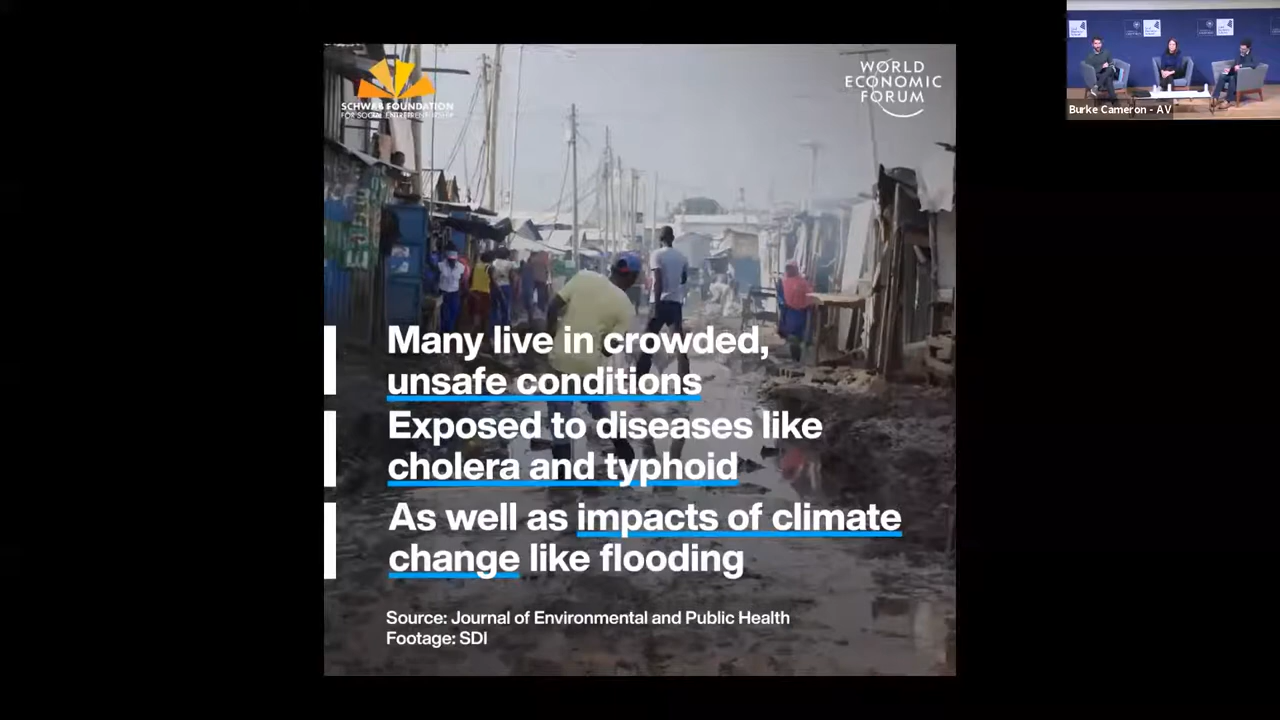 SCHWAB FOUNDATION
FOR SOCIAL ENTREPRENEURSHIP
WORLD
ECONOMIC
FORUM
Burke Cameron - AV
Many live in crowded,
unsafe conditions
Exposed to diseases like
cholera and typhoid
As well as impacts of climate
change like flooding
Source: Journal of Environmental and Public Health
Footage: SDI